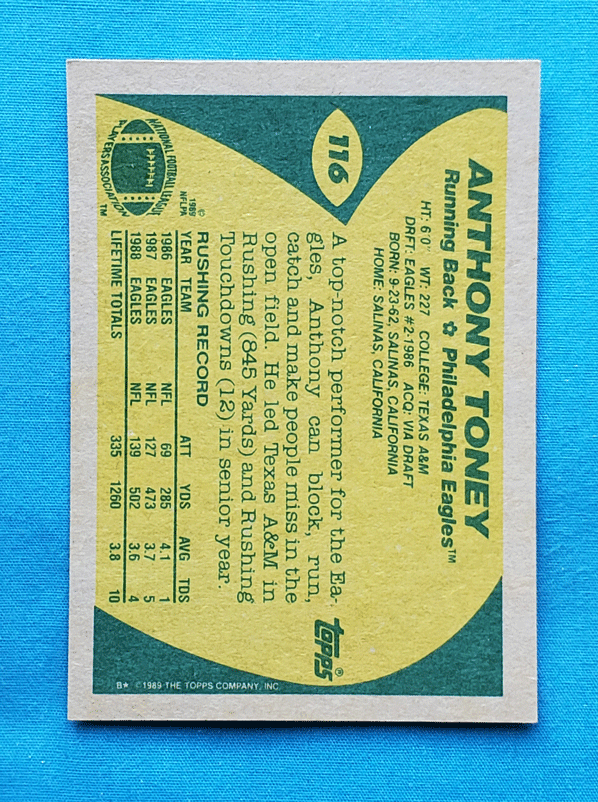 116
ANTHONY TONEY
Running Back ✩ Philadelphia Eagles™
HT: 6'0" WT: 227 COLLEGE: TEXAS A&M
DRFT: EAGLES #2-1986 ACQ: VIA DRAFT
BORN: 9-23-62, SALINAS, CALIFORNIA
HOME: SALINAS, CALIFORNIA
A top-notch performer for the Ea-
gles, Anthony can block, run,
catch and make people miss in the
open field. He led Texas A&M in
Rushing (845 Yards) and Rushing
Touchdowns (12) in senior year.
topps®
RUSHING RECORD
YEAR TEAM ATT YDS AVG TDS
1986 EAGLES NFL 69 285 4.1 1
1987 EAGLES NFL 127 473 3.7 5
1988 EAGLES NFL 139 502 3.6 4
LIFETIME TOTALS 335 1260 3.8 10
NATIONAL FOOTBALL LEAGUE
PLAYERS ASSOCIATION
™
©
1989
NFLPA
B* ©1989 THE TOPPS COMPANY, INC.